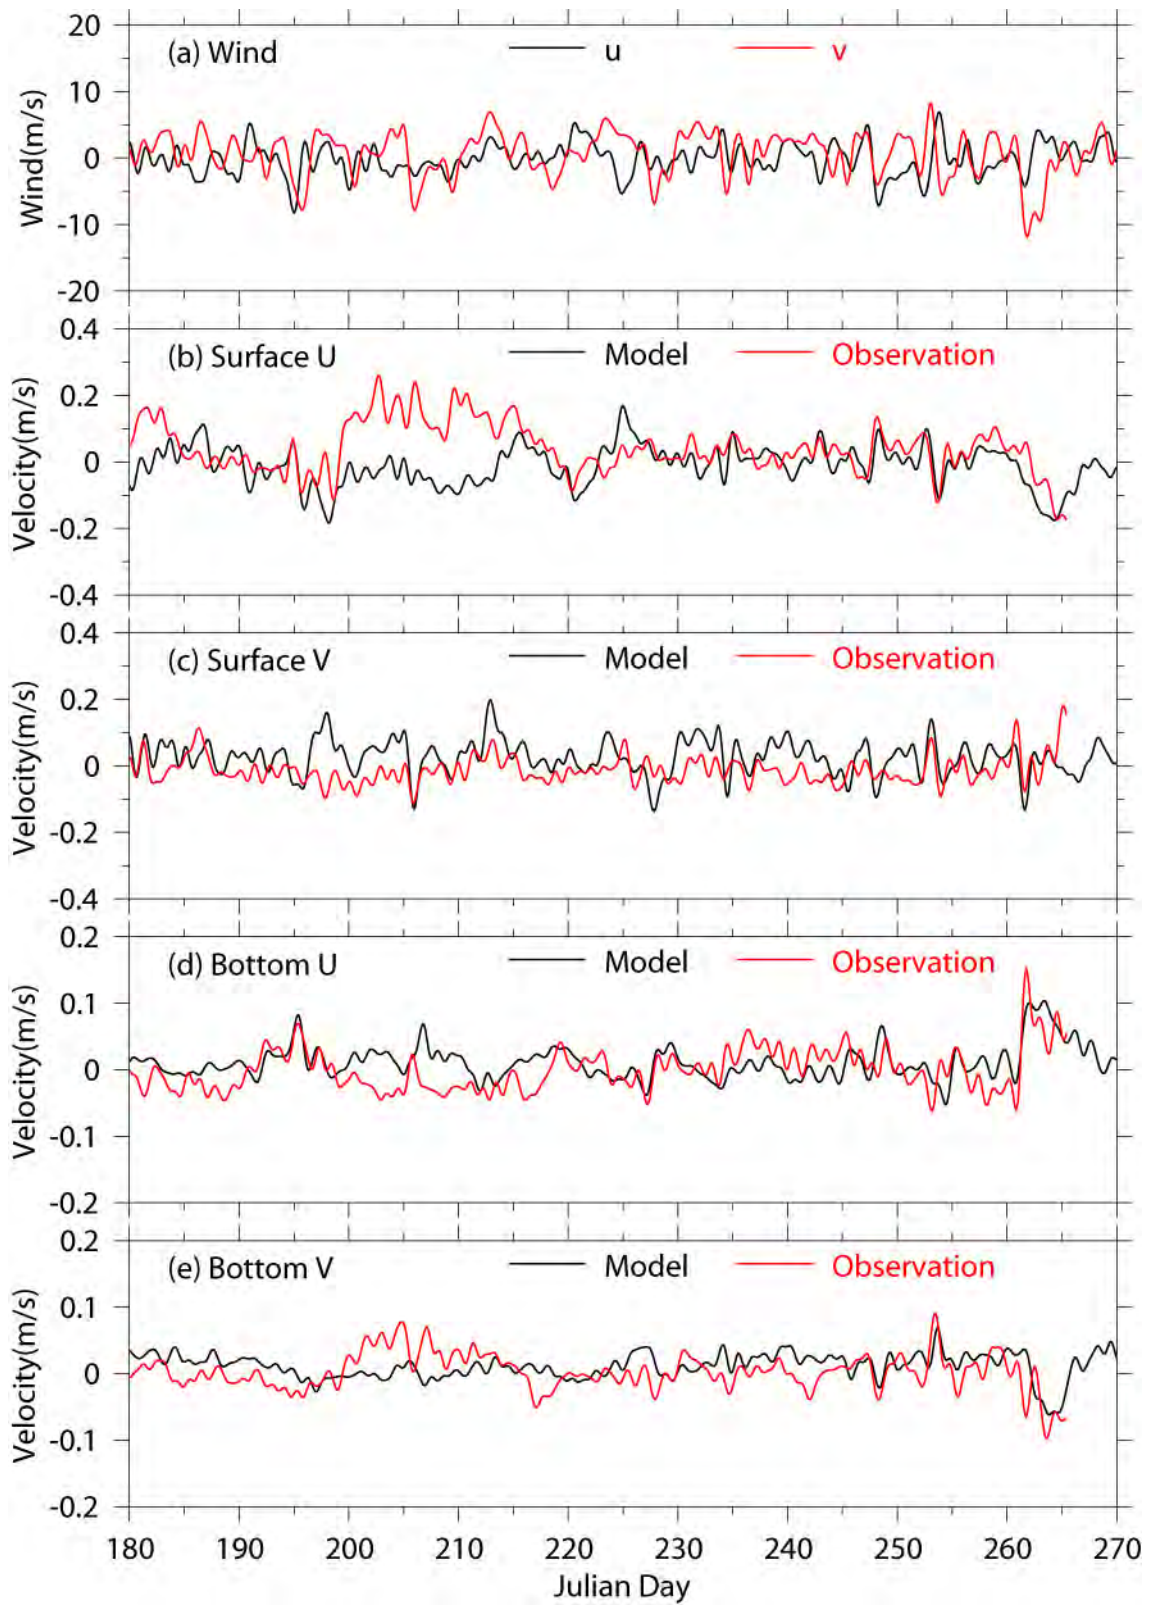 20
(a) Wind u v
10
0
-10
-20
Wind(m/s)
0.4
(b) Surface U Model Observation
0.2
0
-0.2
-0.4
Velocity(m/s)
0.4
(c) Surface V Model Observation
0.2
0
-0.2
-0.4
Velocity(m/s)
0.2
(d) Bottom U Model Observation
0.1
0
-0.1
-0.2
Velocity(m/s)
0.2
(e) Bottom V Model Observation
0.1
0
-0.1
-0.2
Velocity(m/s)
180 190 200 210 220 230 240 250 260 270
Julian Day